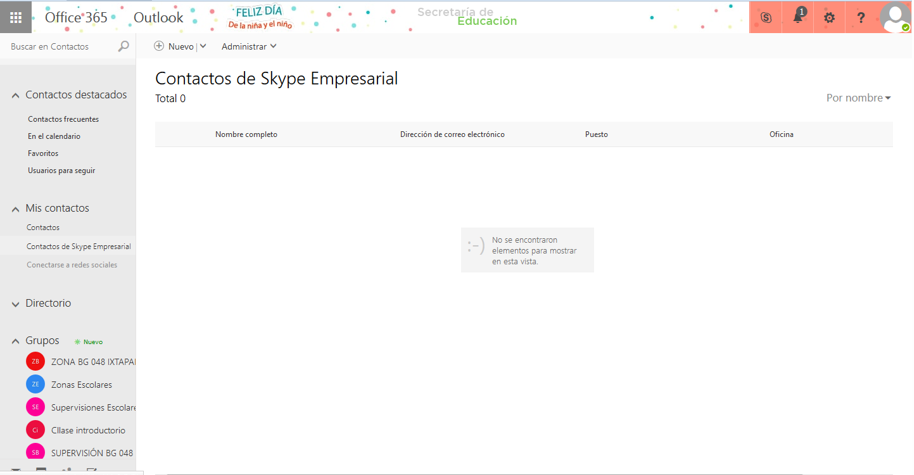 Office 365
Outlook
FELIZ DÍA
De la niña y el niño
Secretaría de
Educación
1
?
Buscar en Contactos
Nuevo
Administrar
Contactos de Skype Empresarial
Total 0
Por nombre
Nombre completo
Dirección de correo electrónico
Puesto
Oficina
:-)
No se encontraron
elementos para mostrar
en esta vista.
Contactos destacados
Contactos frecuentes
En el calendario
Favoritos
Usuarios para seguir
Mis contactos
Contactos
Contactos de Skype Empresarial
Conectarse a redes sociales
Directorio
Grupos Nuevo
ZB ZONA BG 048 IXTAPA
ZE Zonas Escolares
SE Supervisiones Escolare
Ci Cllase introductorio
SB SUPERVISIÓN BG 048